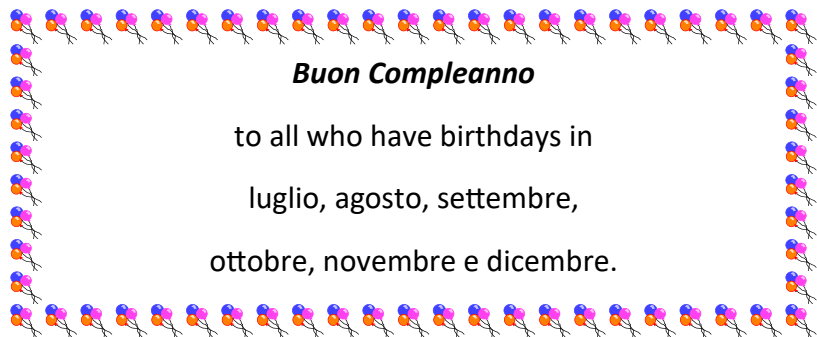 Buon Compleanno
to all who have birthdays in
luglio, agosto, settembre,
ottobre, novembre e dicembre.